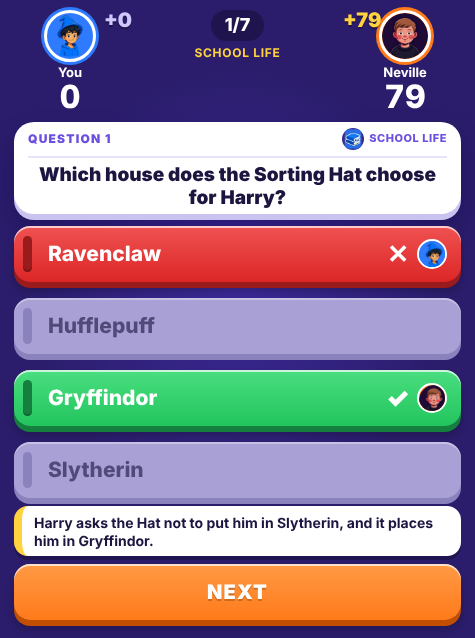 +0
1/7
+79
SCHOOL LIFE
You
Neville
0
79
QUESTION 1
SCHOOL LIFE
Which house does the Sorting Hat choose
for Harry?
Ravenclaw
Hufflepuff
Gryffindor
Slytherin
Harry asks the Hat not to put him in Slytherin, and it places
him in Gryffindor.
NEXT